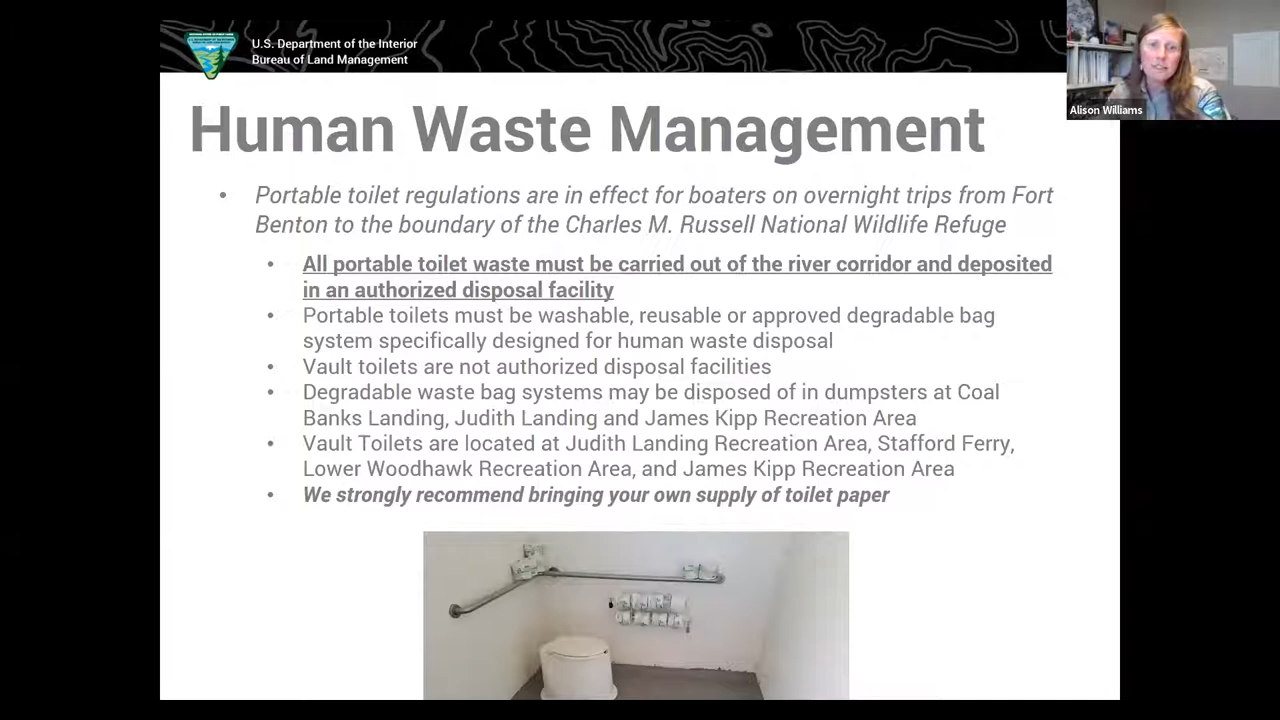 U.S. Department of the Interior
Bureau of Land Management
Alison Williams
Human Waste Management
• Portable toilet regulations are in effect for boaters on overnight trips from Fort
Benton to the boundary of the Charles M. Russell National Wildlife Refuge
• All portable toilet waste must be carried out of the river corridor and deposited
in an authorized disposal facility
• Portable toilets must be washable, reusable or approved degradable bag
system specifically designed for human waste disposal
• Vault toilets are not authorized disposal facilities
• Degradable waste bag systems may be disposed of in dumpsters at Coal
Banks Landing, Judith Landing and James Kipp Recreation Area
• Vault Toilets are located at Judith Landing Recreation Area, Stafford Ferry,
Lower Woodhawk Recreation Area, and James Kipp Recreation Area
• We strongly recommend bringing your own supply of toilet paper